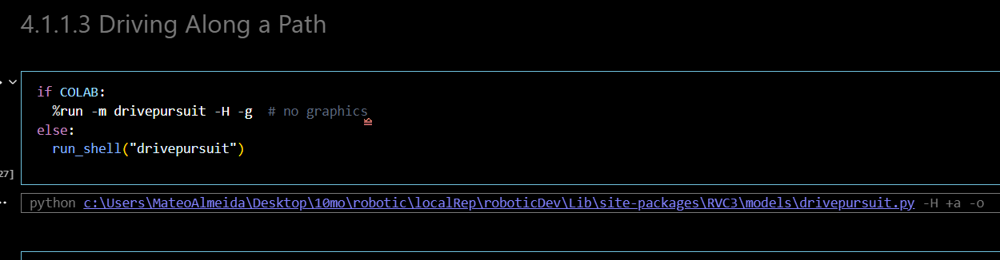 4.1.1.3 Driving Along a Path
if COLAB:
%run -m drivepursuit -H -g # no graphics
else:
run_shell("drivepursuit")
27]
python c:\Users\MateoAlmeida\Desktop\10mo\robotic\localRep\roboticDev\Lib\site-packages\RVC3\models\drivepursuit.py -H +a -o